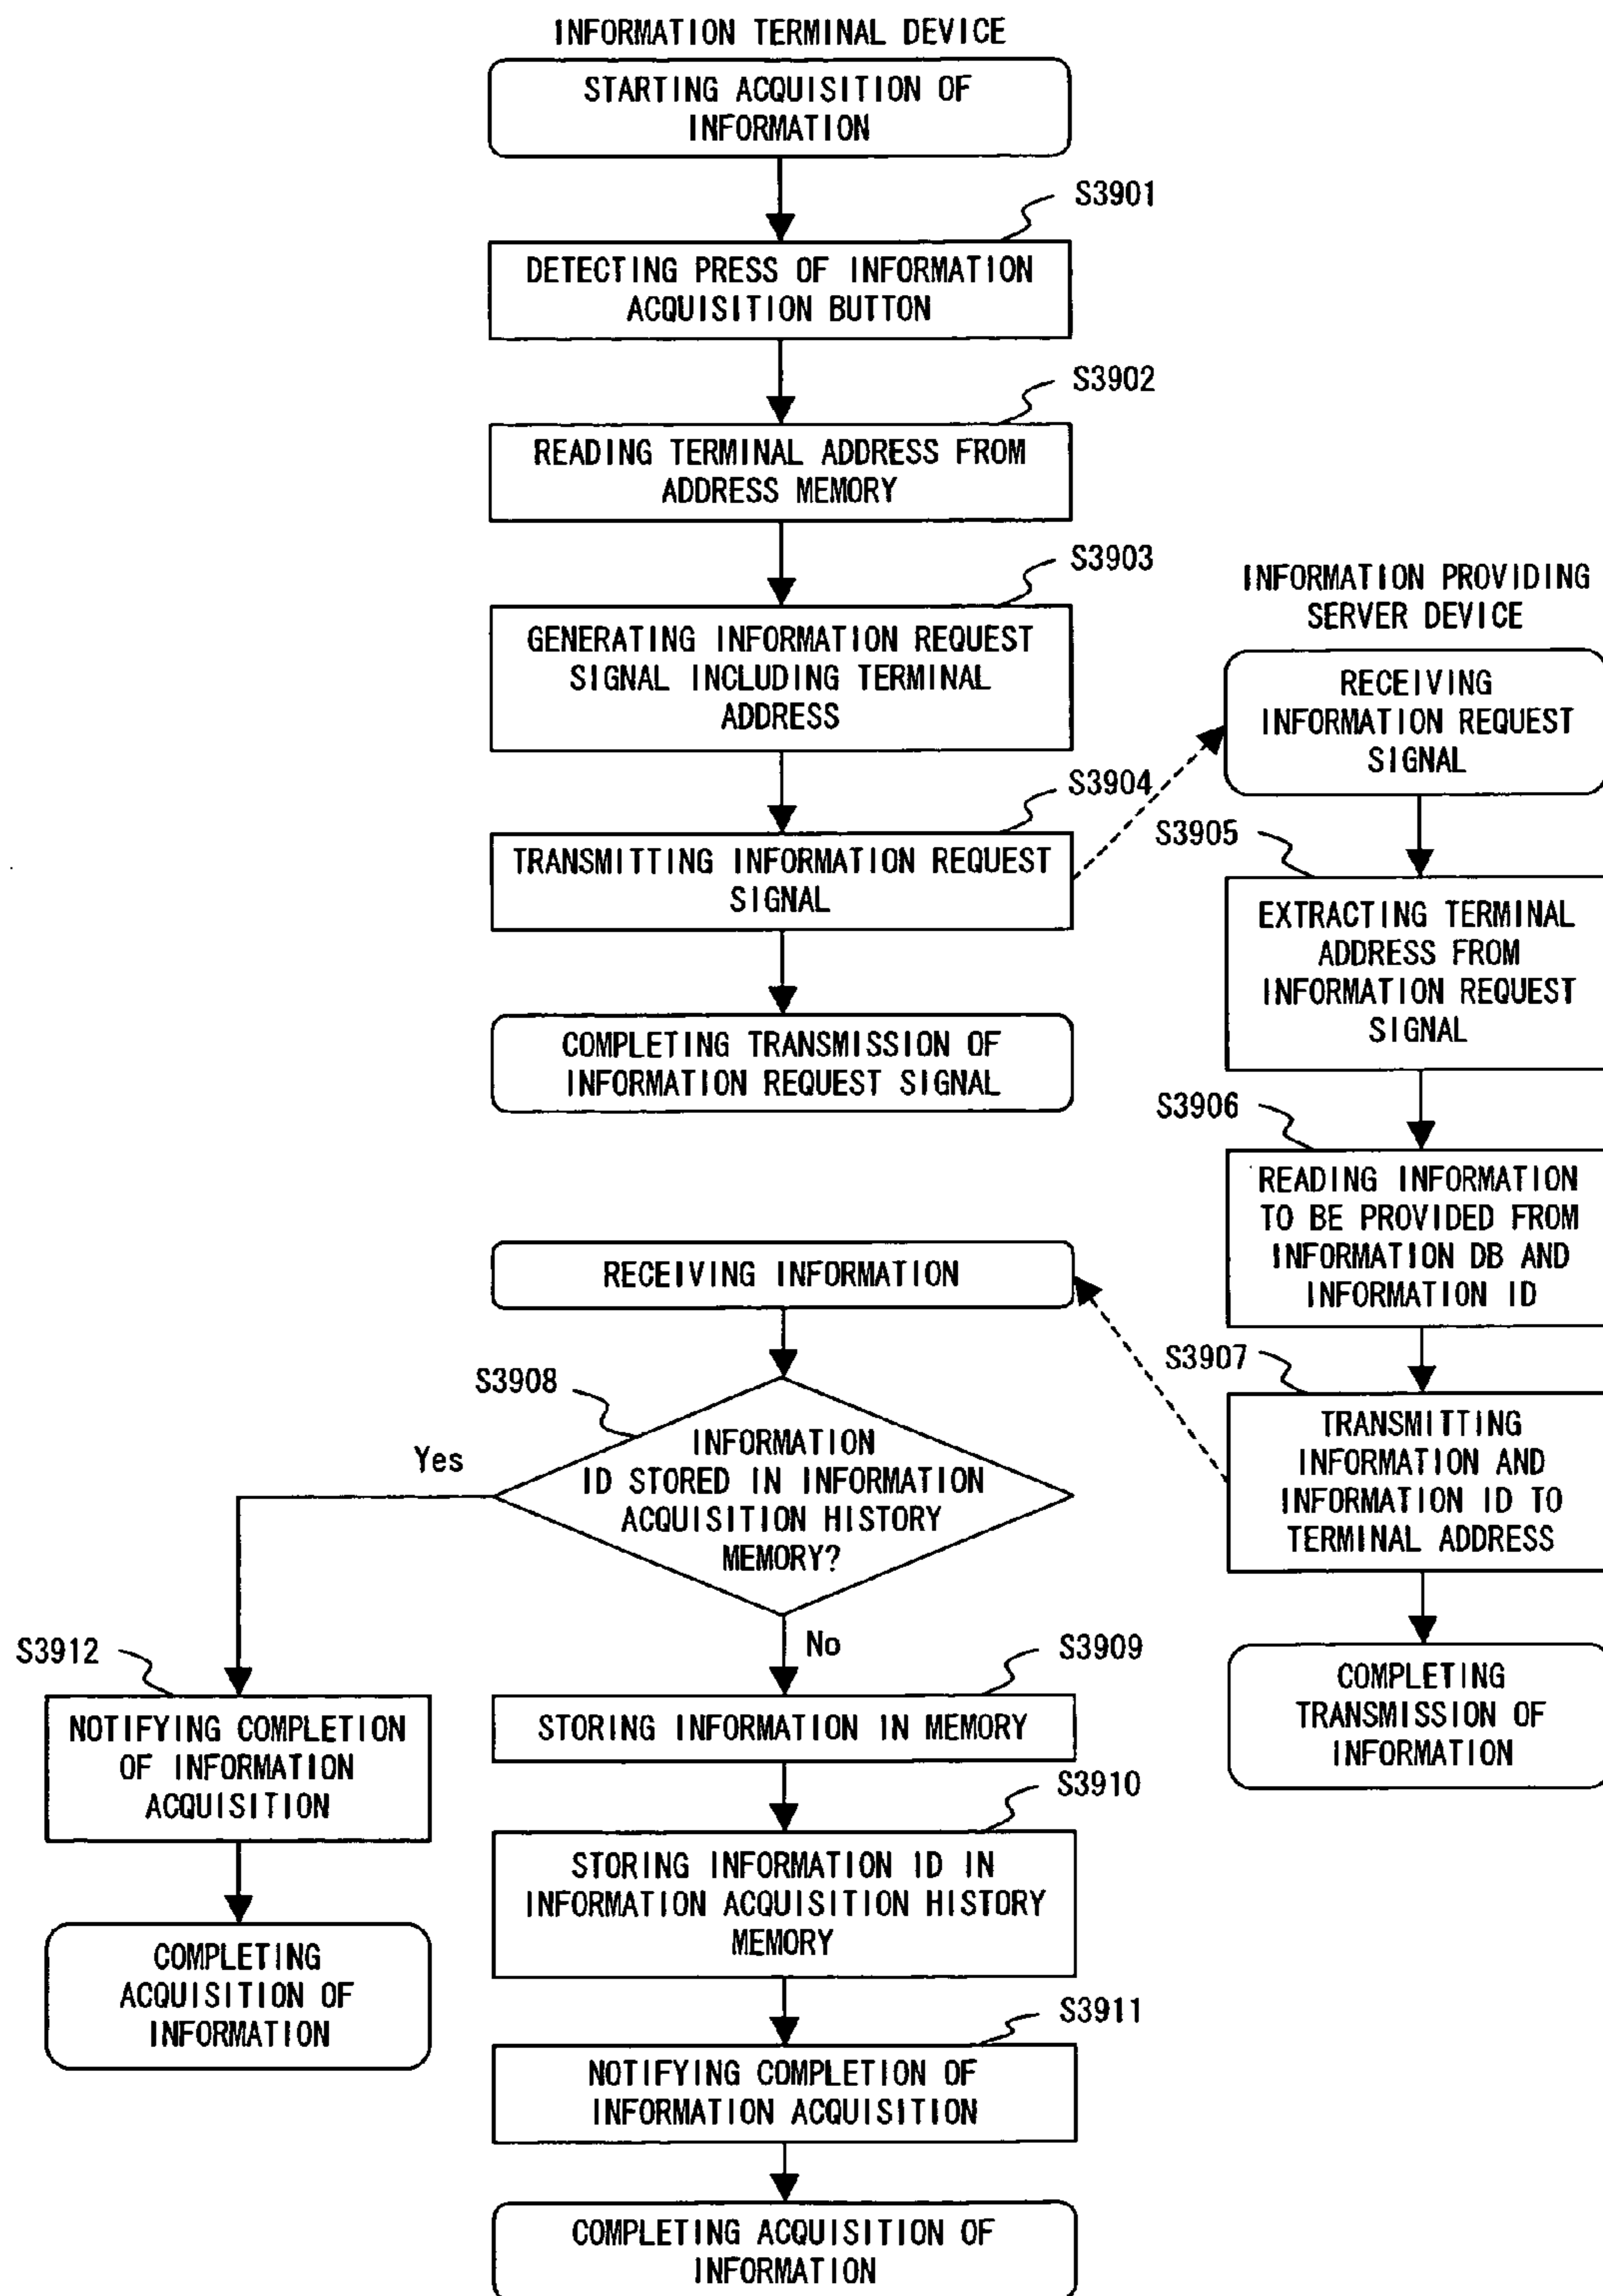 INFORMATION TERMINAL DEVICE
STARTING ACQUISITION OF
INFORMATION
S3901
DETECTING PRESS OF INFORMATION
ACQUISITION BUTTON
S3902
READING TERMINAL ADDRESS FROM
ADDRESS MEMORY
S3903
GENERATING INFORMATION REQUEST
SIGNAL INCLUDING TERMINAL
ADDRESS
S3904
TRANSMITTING INFORMATION REQUEST
SIGNAL
COMPLETING TRANSMISSION OF
INFORMATION REQUEST SIGNAL
INFORMATION PROVIDING
SERVER DEVICE
RECEIVING
INFORMATION REQUEST
SIGNAL
S3905
EXTRACTING TERMINAL
ADDRESS FROM
INFORMATION REQUEST
SIGNAL
S3906
READING INFORMATION
TO BE PROVIDED FROM
INFORMATION DB AND
INFORMATION ID
S3907
TRANSMITTING
INFORMATION AND
INFORMATION ID TO
TERMINAL ADDRESS
COMPLETING
TRANSMISSION OF
INFORMATION
RECEIVING INFORMATION
S3908
INFORMATION
ID STORED IN INFORMATION
ACQUISITION HISTORY
MEMORY?
Yes
No
S3912
NOTIFYING COMPLETION
OF INFORMATION
ACQUISITION
COMPLETING
ACQUISITION OF
INFORMATION
S3909
STORING INFORMATION IN MEMORY
S3910
STORING INFORMATION ID IN
INFORMATION ACQUISITION HISTORY
MEMORY
S3911
NOTIFYING COMPLETION OF
INFORMATION ACQUISITION
COMPLETING ACQUISITION OF
INFORMATION